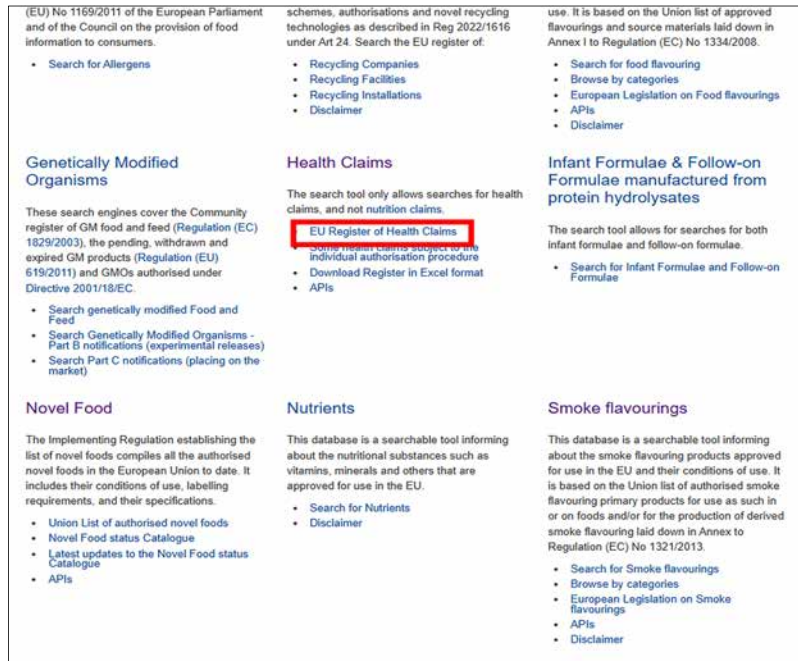 (EU) No 1169/2011 of the European Parliament
and of the Council on the provision of food
information to consumers.
• Search for Allergens
schemes, authorisations and novel recycling
technologies as described in Reg 2022/1616
under Art 24. Search the EU register of:
• Recycling Companies
• Recycling Facilities
• Recycling Installations
• Disclaimer
use. It is based on the Union list of approved
flavourings and source materials laid down in
Annex I to Regulation (EC) No 1334/2008.
• Search for food flavouring
• Browse by categories
• European Legislation on Food flavourings
• APIs
• Disclaimer
Genetically Modified
Organisms
These search engines cover the Community
register of GM food and feed (Regulation (EC)
1829/2003), the pending, withdrawn and
expired GM products (Regulation (EU)
619/2011) and GMOs authorised under
Directive 2001/18/EC.
• Search genetically modified Food and
Feed
• Search Genetically Modified Organisms -
Part B notifications (experimental releases)
• Search Part C notifications (placing on the
market)
Health Claims
The search tool only allows searches for health
claims, and not nutrition claims.
EU Register of Health Claims
• Some health claims subject to the
individual authorisation procedure
• Download Register in Excel format
• APIs
Infant Formulae & Follow-on
Formulae manufactured from
protein hydrolysates
The search tool allows for searches for both
infant formulae and follow-on formulae.
• Search for Infant Formulae and Follow-on
Formulae
Novel Food
The Implementing Regulation establishing the
list of novel foods compiles all the authorised
novel foods in the European Union to date. It
includes their conditions of use, labelling
requirements, and their specifications.
• Union List of authorised novel foods
• Novel Food status Catalogue
• Latest updates to the Novel Food status
Catalogue
• APIs
Nutrients
This database is a searchable tool informing
about the nutritional substances such as
vitamins, minerals and others that are
approved for use in the EU.
• Search for Nutrients
• Disclaimer
Smoke flavourings
This database is a searchable tool informing
about the smoke flavouring products approved
for use in the EU and their conditions of use. It
is based on the Union list of authorised smoke
flavouring primary products for use as such in
or on foods and/or for the production of derived
smoke flavouring laid down in Annex to
Regulation (EC) No 1321/2013.
• Search for Smoke flavourings
• Browse by categories
• European Legislation on Smoke
flavourings
• APIs
• Disclaimer